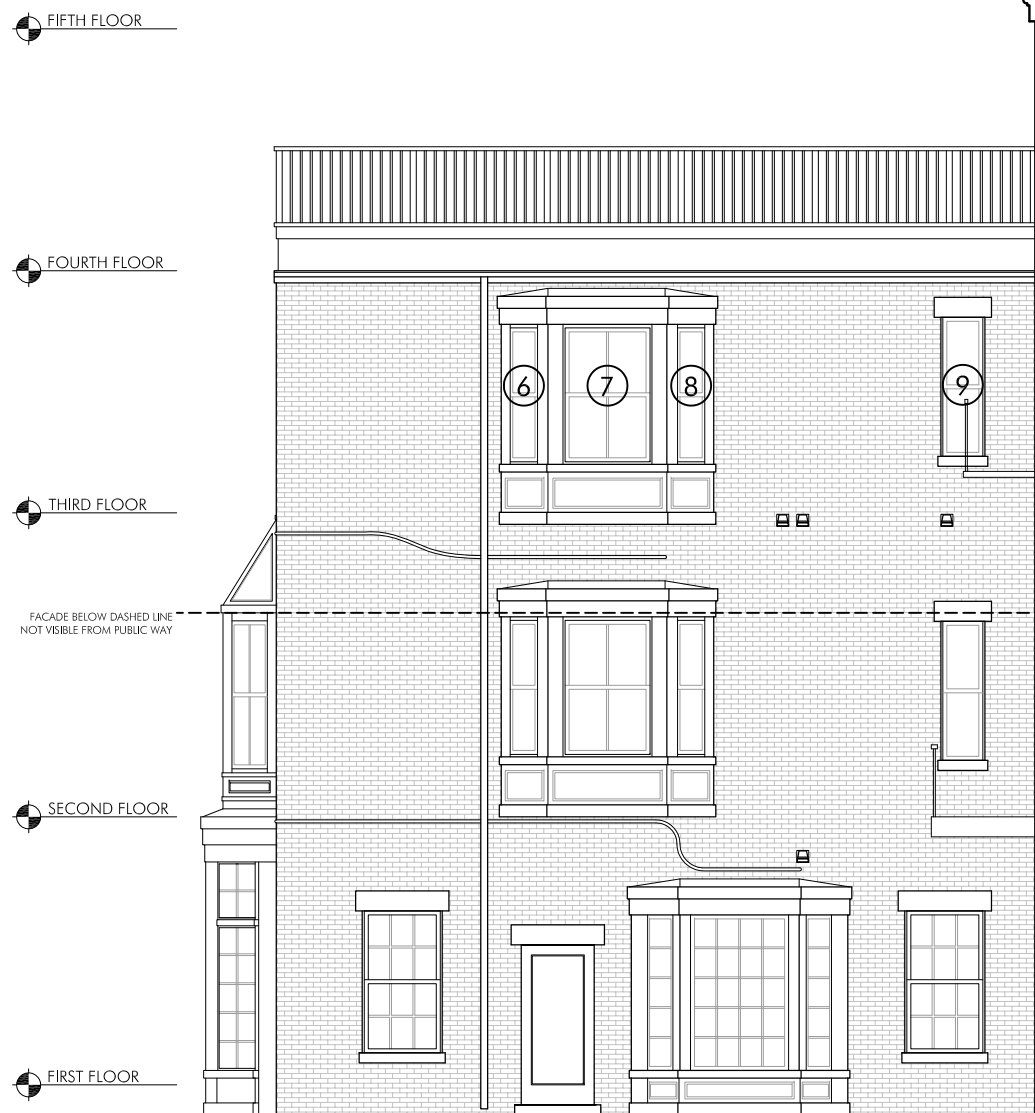 FIFTH FLOOR
FOURTH FLOOR
6 7 8 9
THIRD FLOOR
FACADE BELOW DASHED LINE
NOT VISIBLE FROM PUBLIC WAY
SECOND FLOOR
FIRST FLOOR